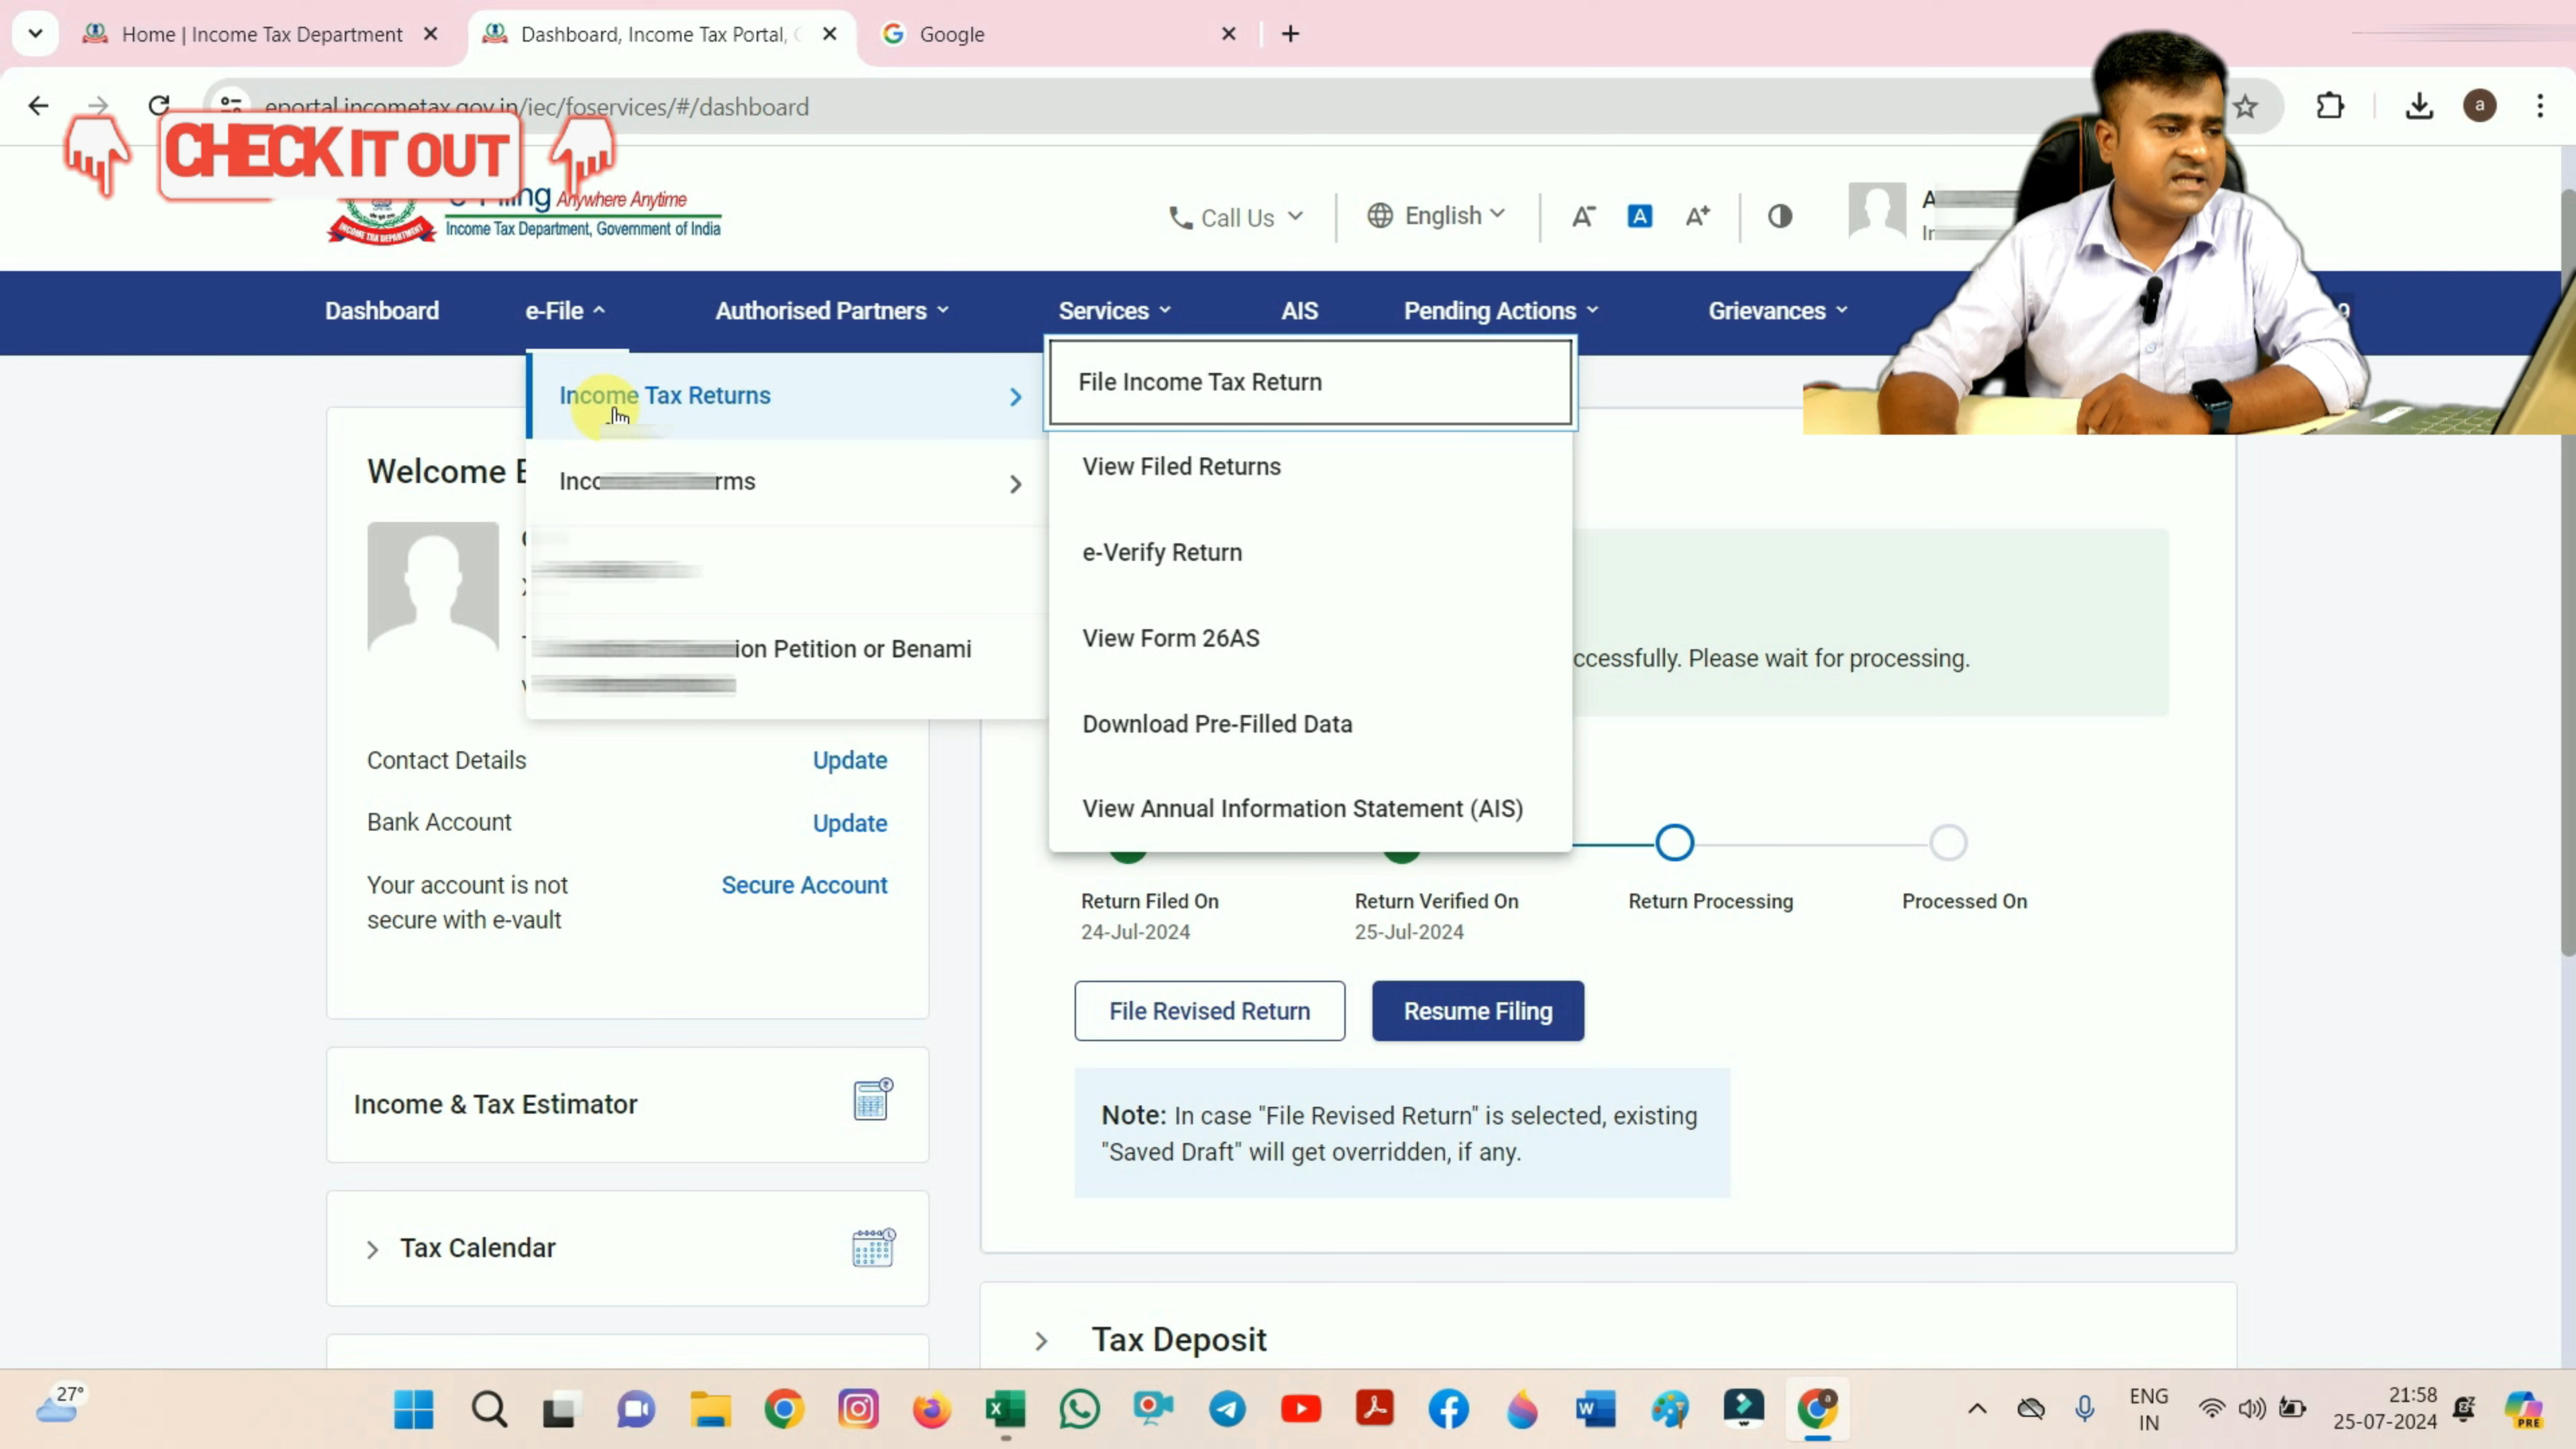 Home | Income Tax Department
Dashboard, Income Tax Portal,
Google
eportal.incometax.gov.in/iec/foservices/#/dashboard
a
CHECK IT OUT
e-Filing Anywhere Anytime
Income Tax Department, Government of India
INCOME TAX DEPARTMENT
Call Us
English
A-
A
A+
Dashboard
e-File
Authorised Partners
Services
AIS
Pending Actions
Grievances
Income Tax Returns
ion Petition or Benami
File Income Tax Return
View Filed Returns
e-Verify Return
View Form 26AS
Download Pre-Filled Data
View Annual Information Statement (AIS)
Welcome
ccessfully. Please wait for processing.
Contact Details Update
Bank Account Update
Your account is not
secure with e-vault
Secure Account
Return Filed On
24-Jul-2024
Return Verified On
25-Jul-2024
Return Processing
Processed On
File Revised Return
Resume Filing
Note: In case "File Revised Return" is selected, existing
"Saved Draft" will get overridden, if any.
Income & Tax Estimator
Tax Calendar
Tax Deposit
27°
ENG
IN
21:58
25-07-2024
PRE